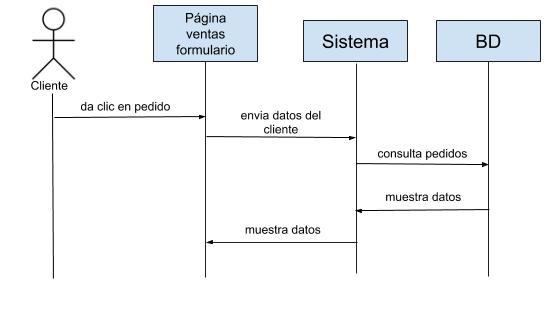 Página
ventas
formulario
Sistema
BD
Cliente
da clic en pedido
envia datos del
cliente
consulta pedidos
muestra datos
muestra datos